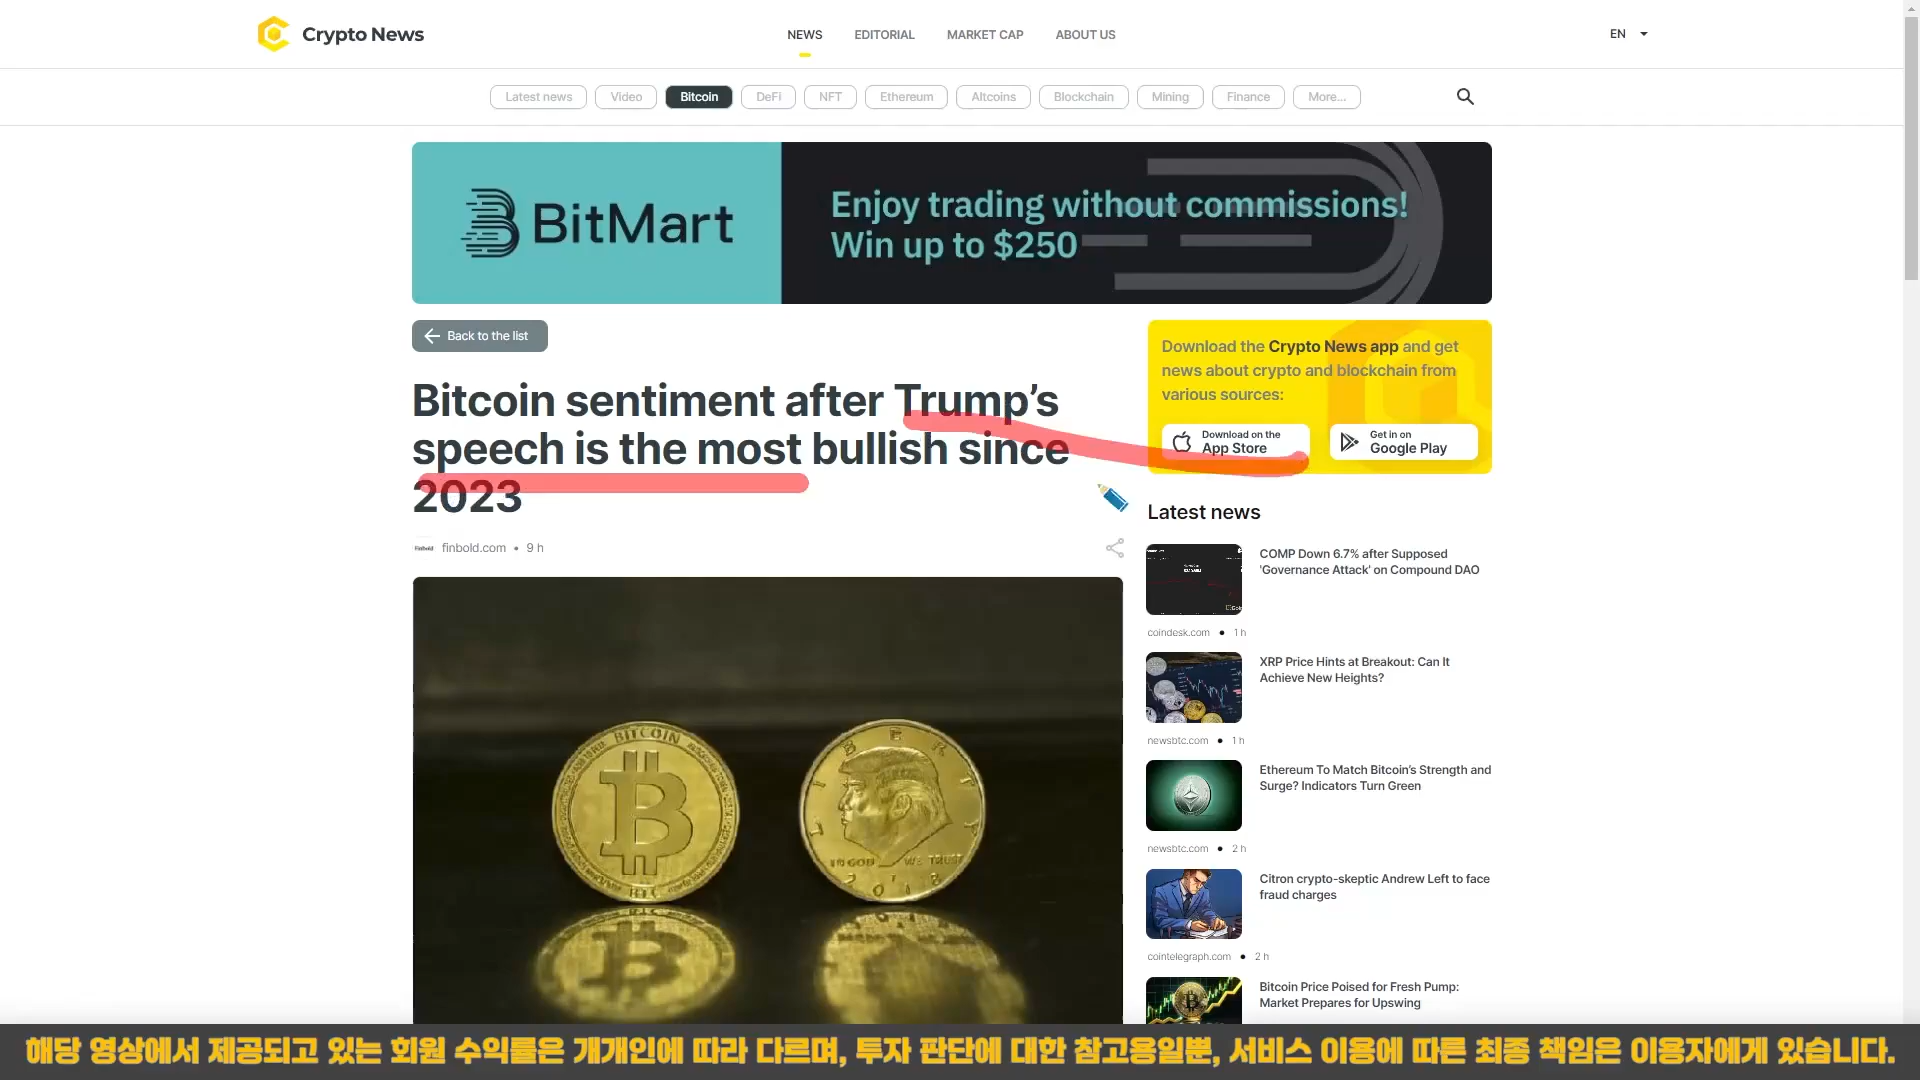 Crypto News
NEWS
EDITORIAL
MARKET CAP
ABOUT US
EN
Latest news
Video
Bitcoin
DeFi
NFT
Ethereum
Altcoins
Blockchain
Mining
Finance
More...
BitMart
Enjoy trading without commissions!
Win up to $250
Back to the list
Bitcoin sentiment after Trump’s
speech is the most bullish since
2023
Finbold
finbold.com • 9 h
BITCOIN
BTC
LIBERTY
IN GOD WE TRUST
2018
Download the Crypto News app and get
news about crypto and blockchain from
various sources:
Download on the
App Store
Get in on
Google Play
Latest news
COMP Down 6.7% after Supposed
'Governance Attack' on Compound DAO
coindesk.com • 1 h
XRP Price Hints at Breakout: Can It
Achieve New Heights?
newsbtc.com • 1 h
Ethereum To Match Bitcoin’s Strength and
Surge? Indicators Turn Green
newsbtc.com • 2 h
Citron crypto-skeptic Andrew Left to face
fraud charges
cointelegraph.com • 2 h
Bitcoin Price Poised for Fresh Pump:
Market Prepares for Upswing
해당 영상에서 제공되고 있는 회원 수익률은 개개인에 따라 다르며, 투자 판단에 대한 참고용일뿐, 서비스 이용에 따른 최종 책임은 이용자에게 있습니다.